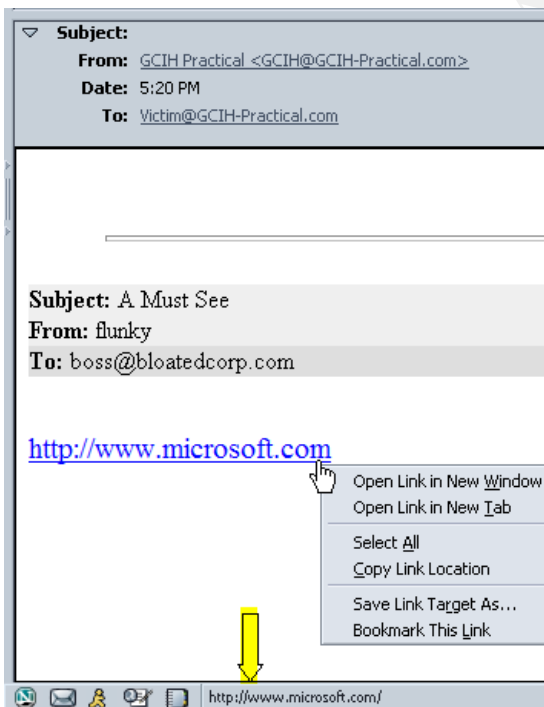 Subject:
From: GCIH Practical <GCIH@GCIH-Practical.com>
Date: 5:20 PM
To: Victim@GCIH-Practical.com
Subject: A Must See
From: flunky
To: boss@bloatedcorp.com
http://www.microsoft.com
Open Link in New Window
Open Link in New Tab
Select All
Copy Link Location
Save Link Target As...
Bookmark This Link
http://www.microsoft.com/